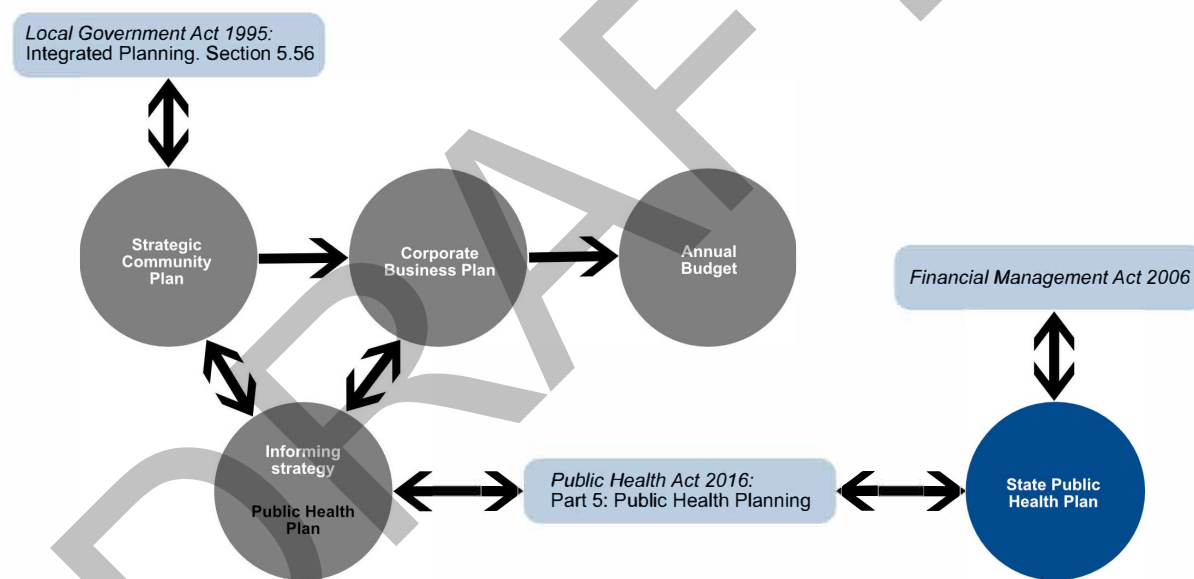 Local Government Act 1995:
Integrated Planning. Section 5.56
Strategic
Community
Plan
Corporate
Business Plan
Annual
Budget
Financial Management Act 2006
Informing
strategy
Public Health
Plan
Public Health Act 2016:
Part 5: Public Health Planning
State Public
Health Plan
DRAFT